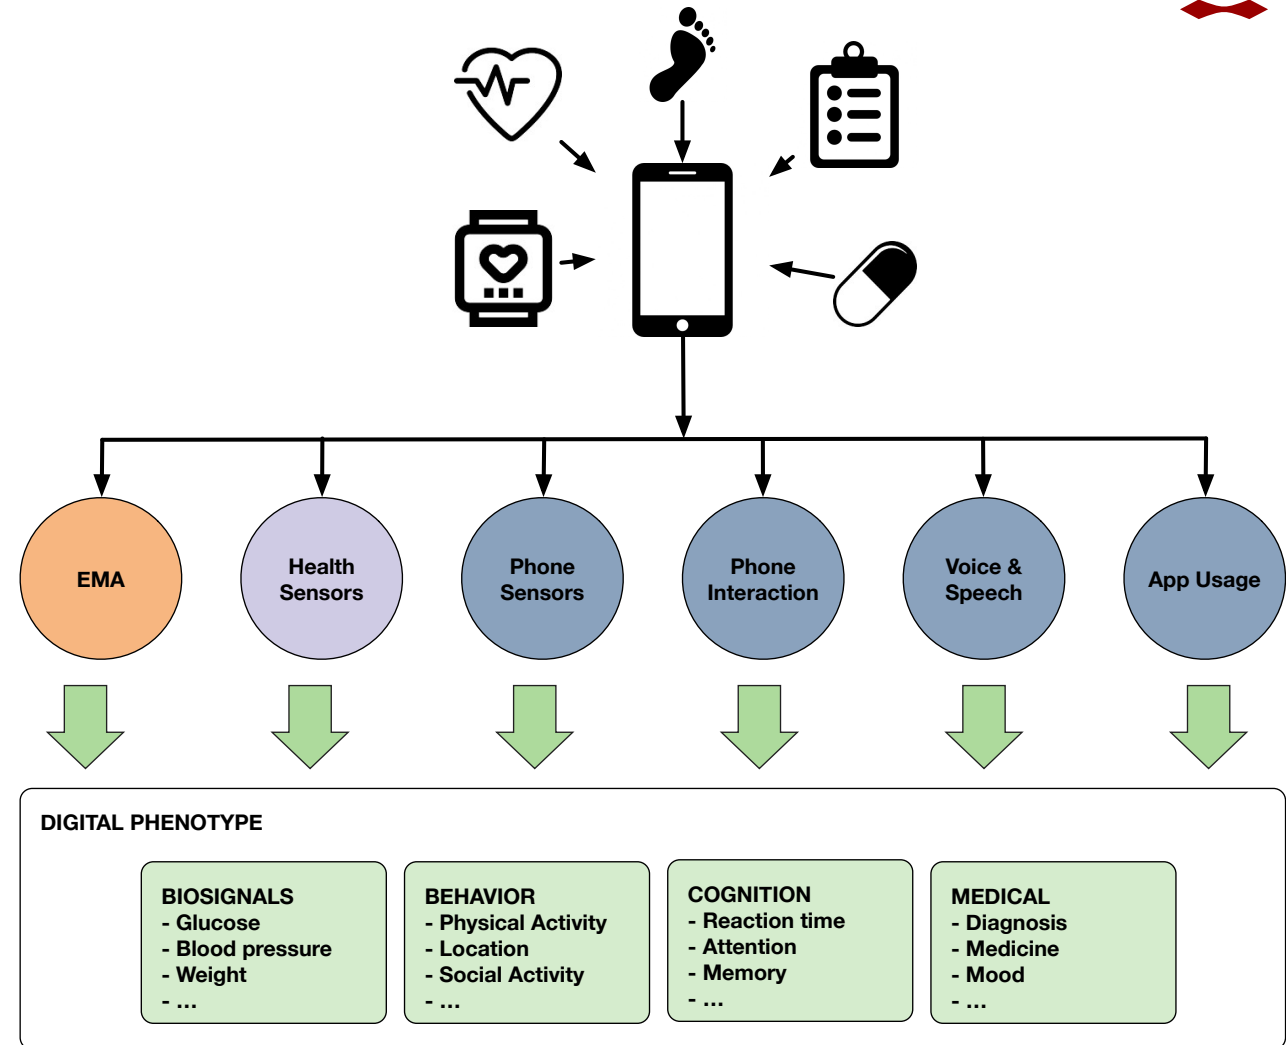 EMA
Health
Sensors
Phone
Sensors
Phone
Interaction
Voice &
Speech
App Usage
DIGITAL PHENOTYPE
BIOSIGNALS
- Glucose
- Blood pressure
- Weight
- ...
BEHAVIOR
- Physical Activity
- Location
- Social Activity
- ...
COGNITION
- Reaction time
- Attention
- Memory
- ...
MEDICAL
- Diagnosis
- Medicine
- Mood
- ...